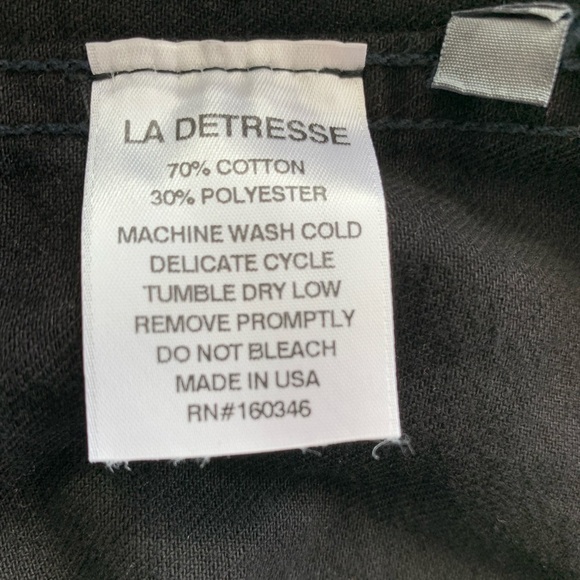 LA DETRESSE
70% COTTON
30% POLYESTER
MACHINE WASH COLD
DELICATE CYCLE
TUMBLE DRY LOW
REMOVE PROMPTLY
DO NOT BLEACH
MADE IN USA
RN#160346